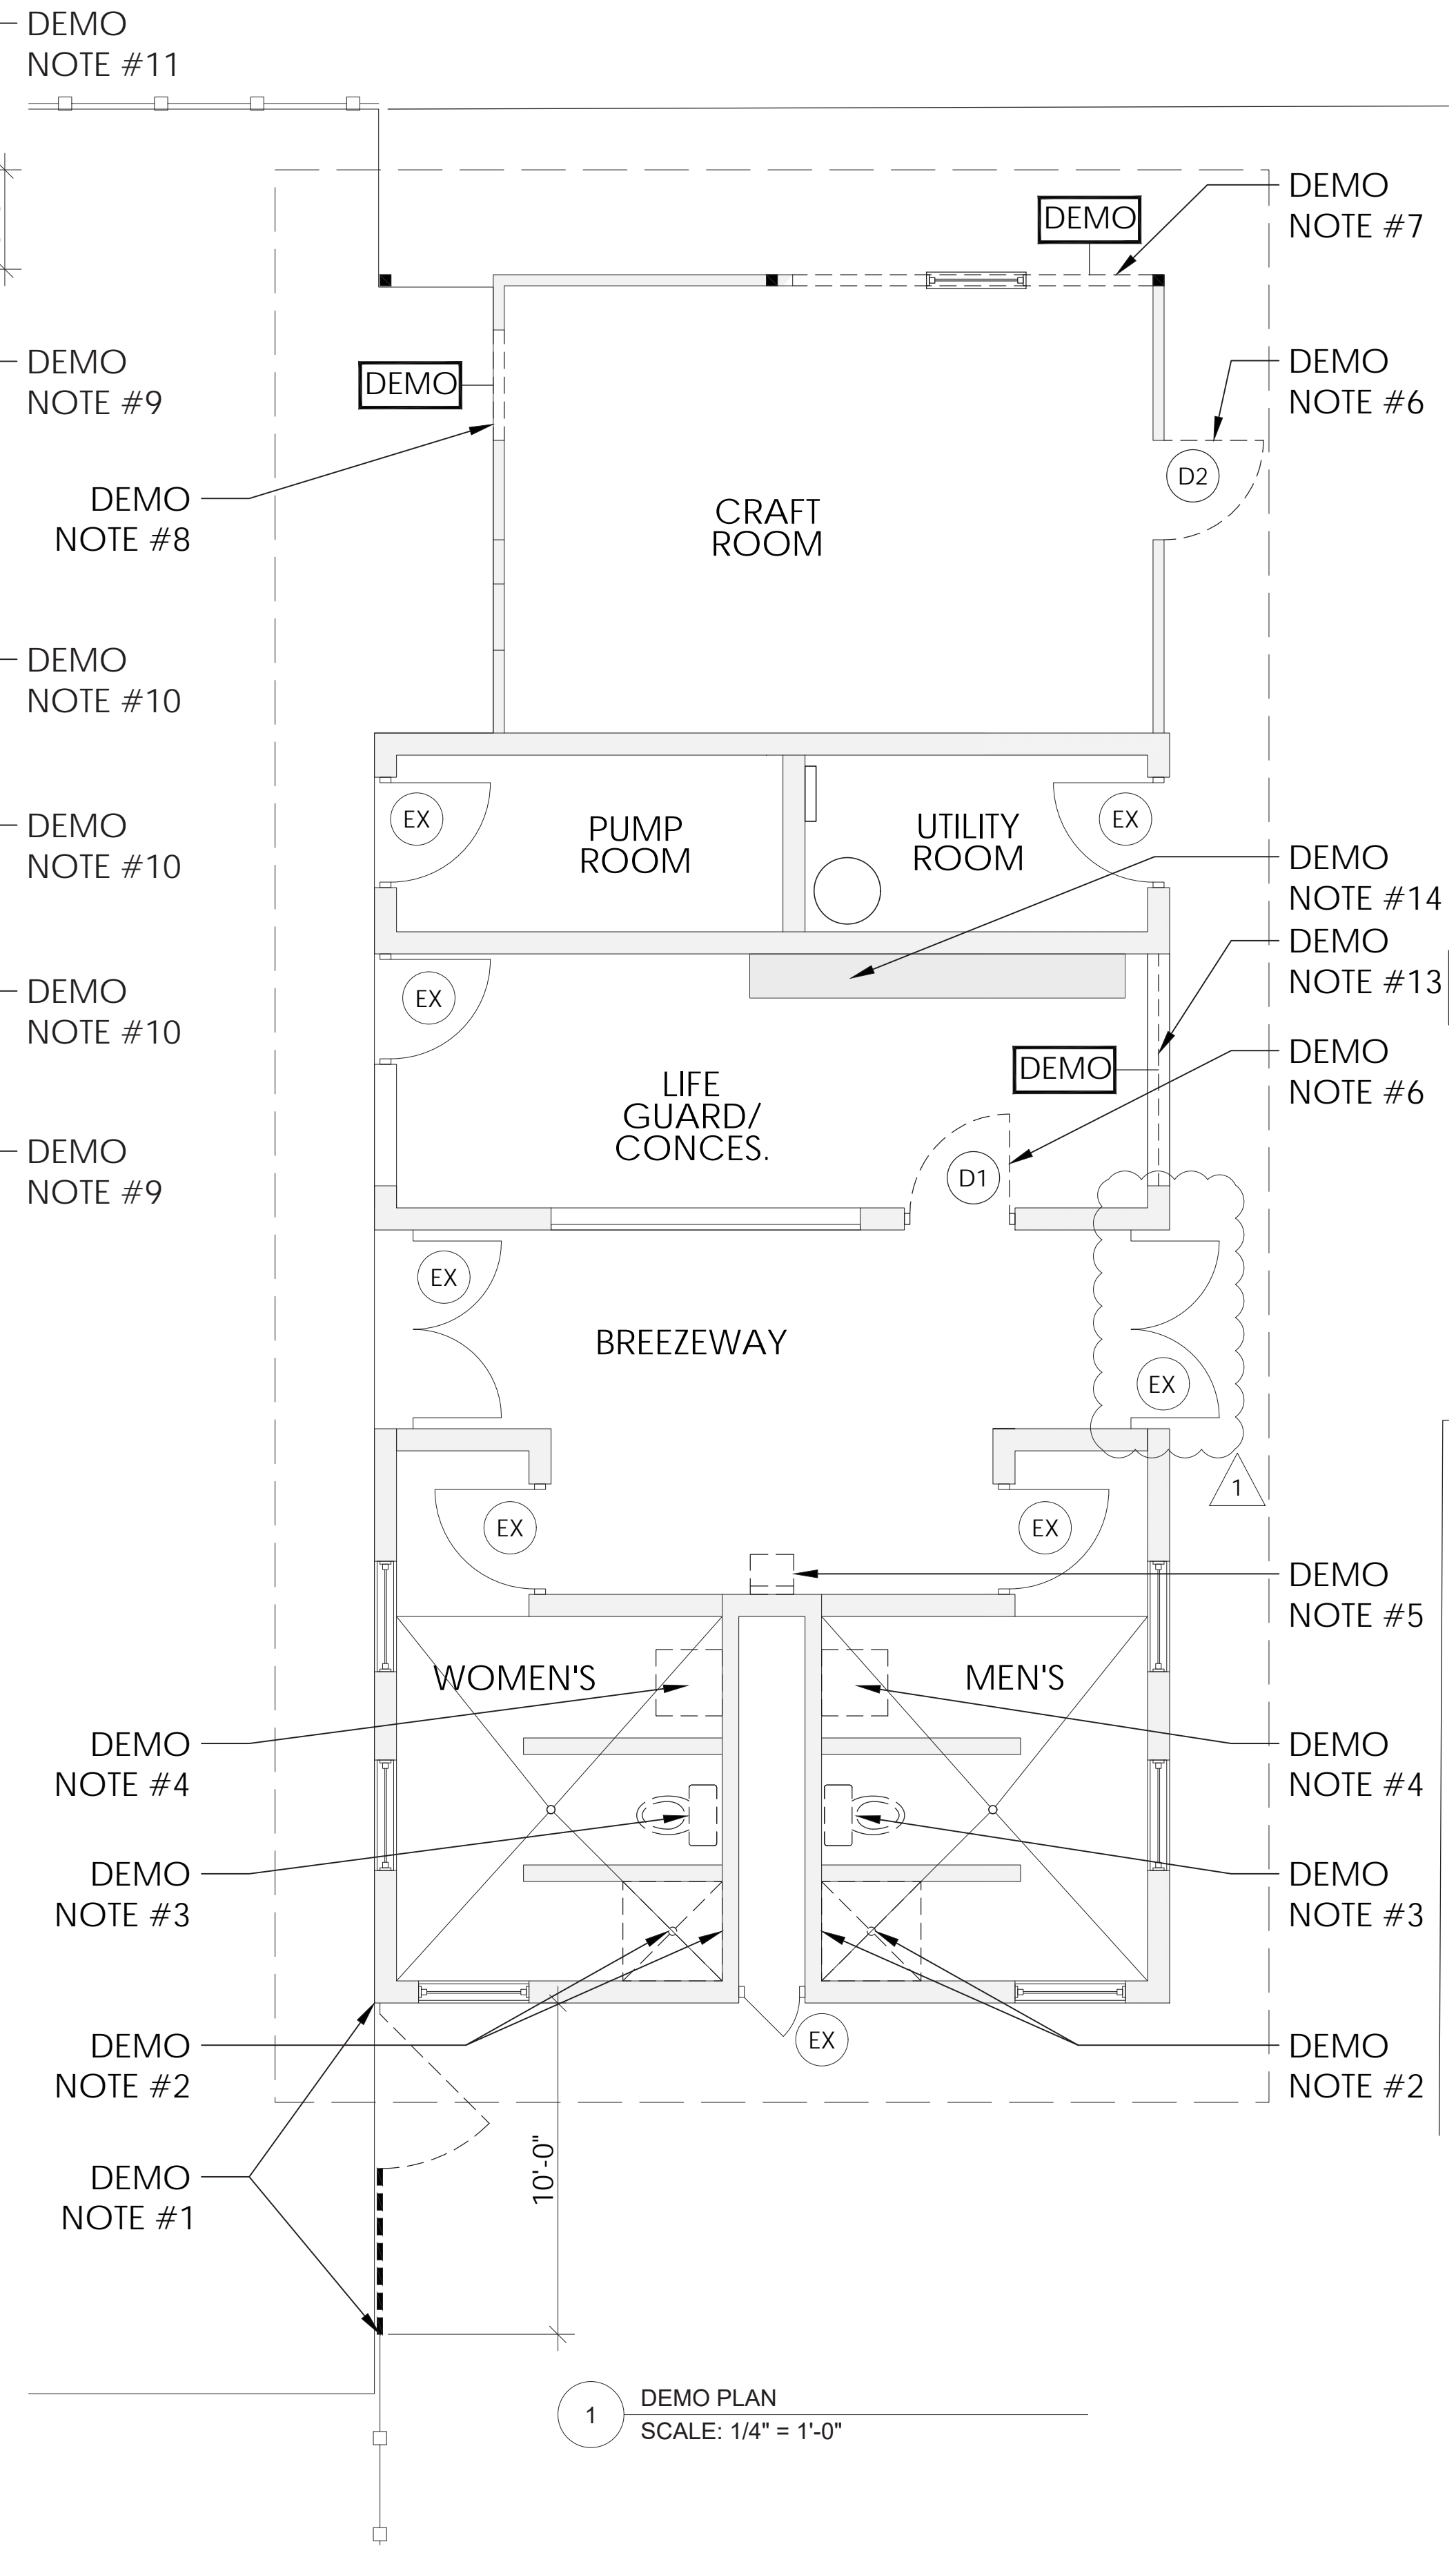 DEMO
NOTE #11
DEMO
NOTE #7
DEMO
DEMO
NOTE #9
DEMO
DEMO
NOTE #6
D2
DEMO
NOTE #8
CRAFT
ROOM
DEMO
NOTE #10
DEMO
NOTE #10
EX
PUMP
ROOM
UTILITY
ROOM
EX
DEMO
NOTE #14
DEMO
NOTE #13
DEMO
NOTE #10
EX
DEMO
DEMO
NOTE #6
LIFE
GUARD/
CONCES.
DEMO
NOTE #9
D1
EX
BREEZEWAY
EX
1
EX
EX
DEMO
NOTE #5
WOMEN'S
MEN'S
DEMO
NOTE #4
DEMO
NOTE #4
DEMO
NOTE #3
DEMO
NOTE #3
EX
DEMO
NOTE #2
DEMO
NOTE #2
DEMO
NOTE #1
10'-0"
1
DEMO PLAN
SCALE: 1/4" = 1'-0"